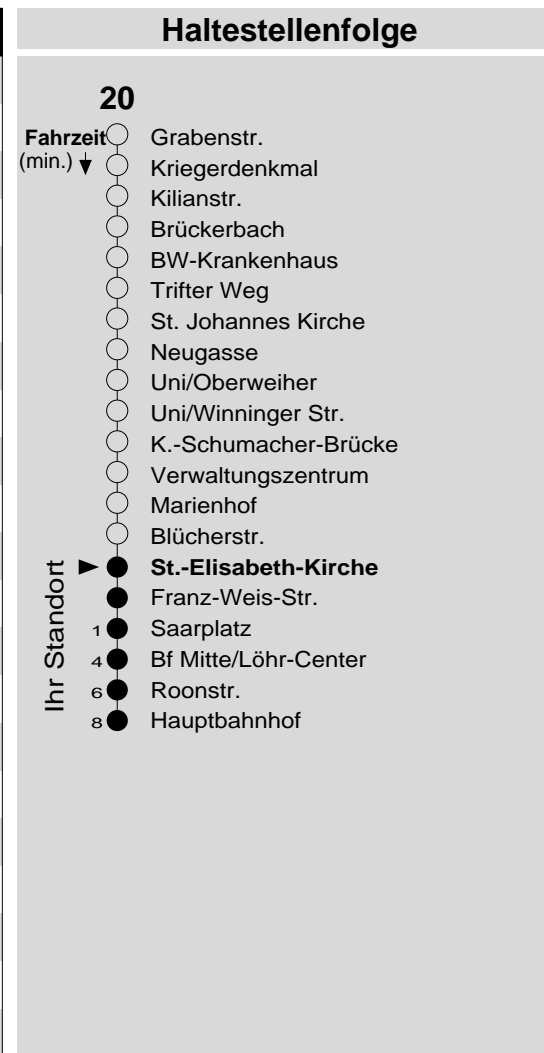 Haltestellenfolge
20
Fahrzeit Grabenstr.
(min.) Kriegerdenkmal
Kilianstr.
Brückerbach
BW-Krankenhaus
Trifter Weg
St. Johannes Kirche
Neugasse
Uni/Oberweiher
Uni/Winninger Str.
K.-Schumacher-Brücke
Verwaltungszentrum
Marienhof
Blücherstr.
Ihr Standort
St.-Elisabeth-Kirche
Franz-Weis-Str.
1 Saarplatz
4 Bf Mitte/Löhr-Center
6 Roonstr.
8 Hauptbahnhof